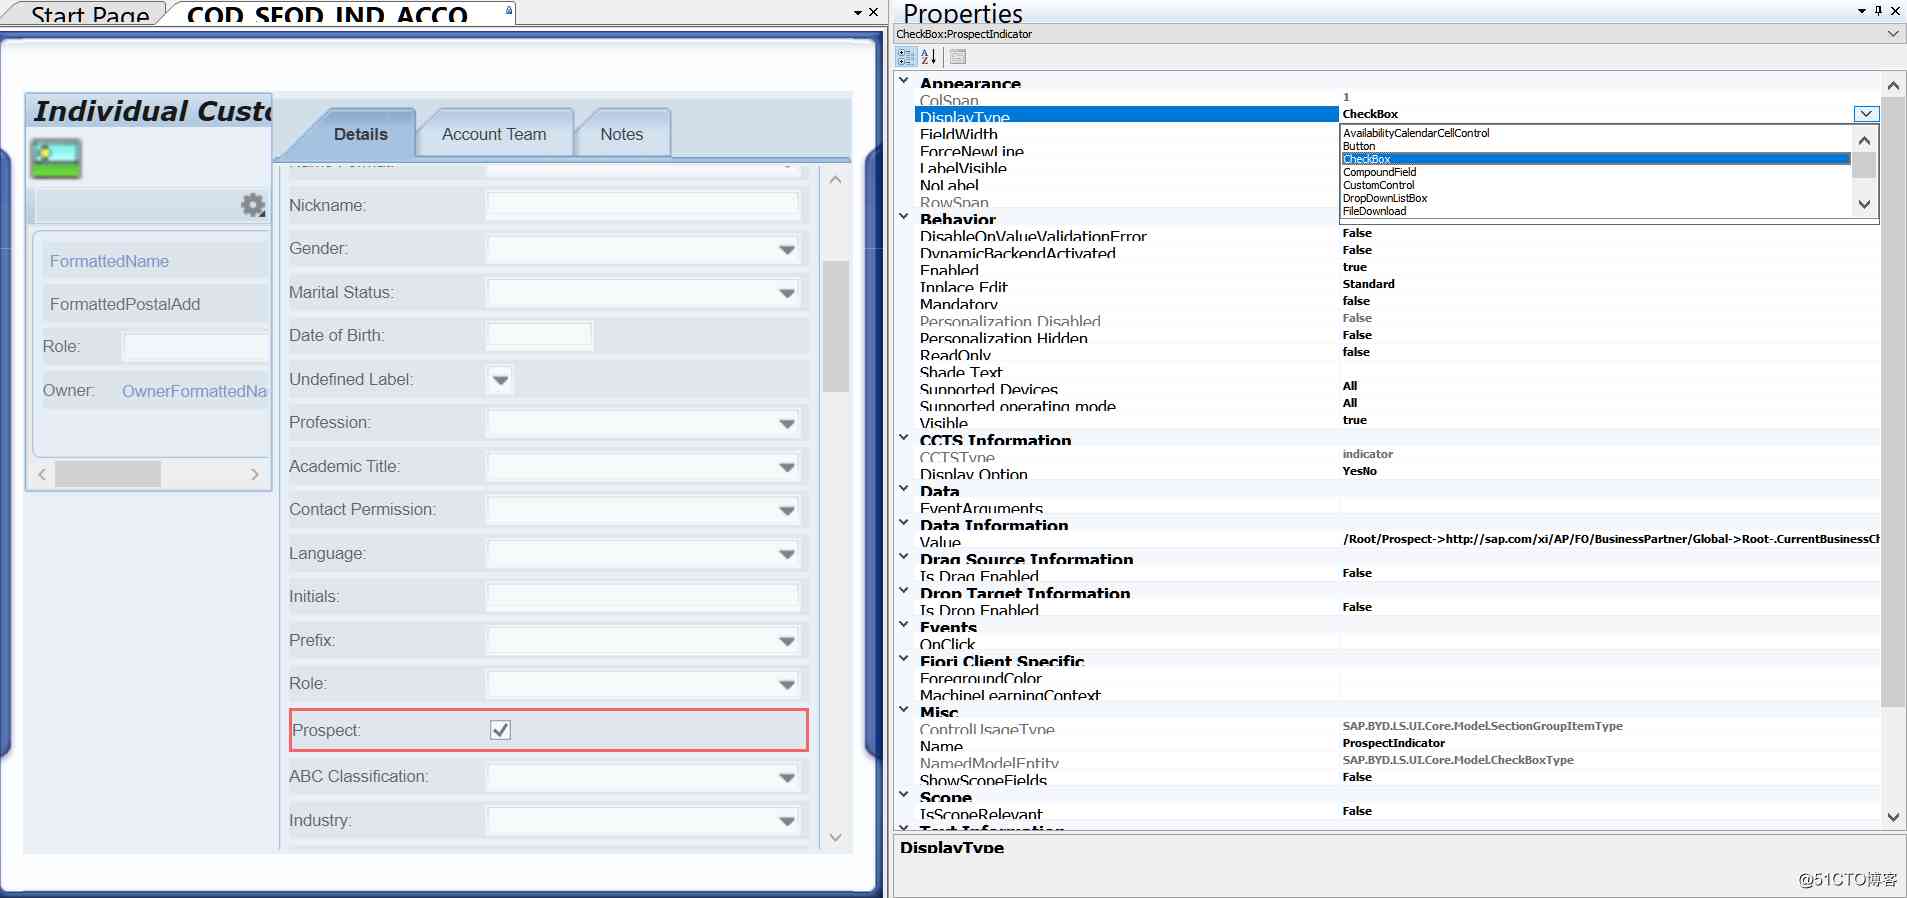 Start Page
COD_SEOD_IND_ACCO
Individual Custo
FormattedName
FormattedPostalAdd
Role:
Owner: OwnerFormattedNa
Details
Account Team
Notes
Name Format:
Nickname:
Gender:
Marital Status:
Date of Birth:
Undefined Label:
Profession:
Academic Title:
Contact Permission:
Language:
Initials:
Prefix:
Role:
Prospect:
ABC Classification:
Industry:
Properties
CheckBox:ProspectIndicator
Appearance
ColSpan 1
DisplayType CheckBox
FieldWidth
ForceNewLine
LabelVisible
NoLabel
RowSpan
AvailabilityCalendarCellControl
Button
CheckBox
CompoundField
CustomControl
DropDownListBox
FileDownload
Behavior
DisableOnValueValidationError False
DynamicBackendActivated False
Enabled true
Inplace Edit Standard
Mandatory false
Personalization Disabled False
Personalization Hidden False
ReadOnly false
Shade Text
Supported Devices All
Supported operating mode All
Visible true
CCTS Information
CCTSType indicator
Display Option YesNo
Data
EventArguments
Data Information
Value /Root/Prospect->http://sap.com/xi/AP/FO/BusinessPartner/Global->Root-.CurrentBusinessCh
Drag Source Information
Is Drag Enabled False
Drop Target Information
Is Drop Enabled False
Events
OnClick
Fiori Client Specific
ForegroundColor
MachineLearningContext
Misc
ControlUsageType SAP.BYD.LS.UI.Core.Model.SectionGroupItemType
Name ProspectIndicator
NamedModelEntity SAP.BYD.LS.UI.Core.Model.CheckBoxType
ShowScopeFields False
Scope
IsScopeRelevant False
Text Information
DisplayType
@51CTO博客